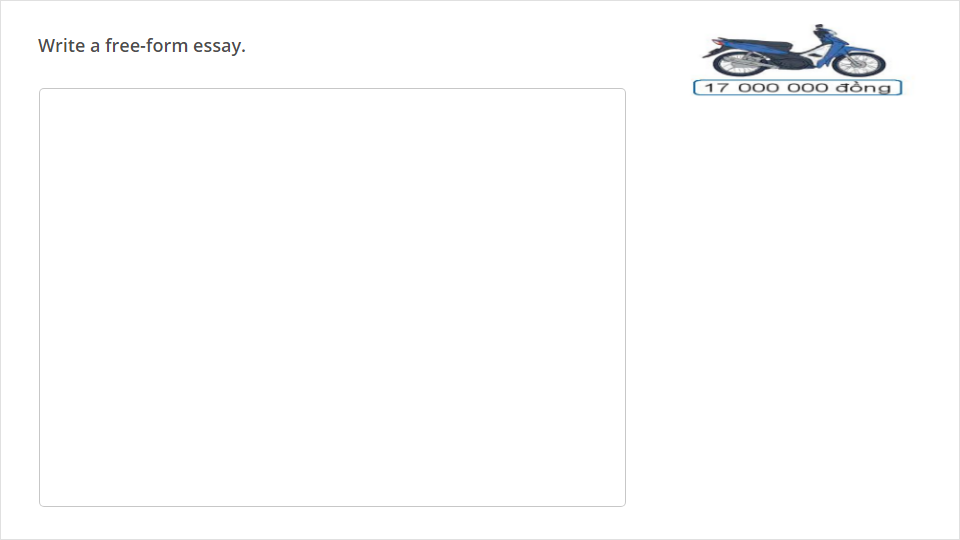 Write a free-form essay.
17 000 000 đồng